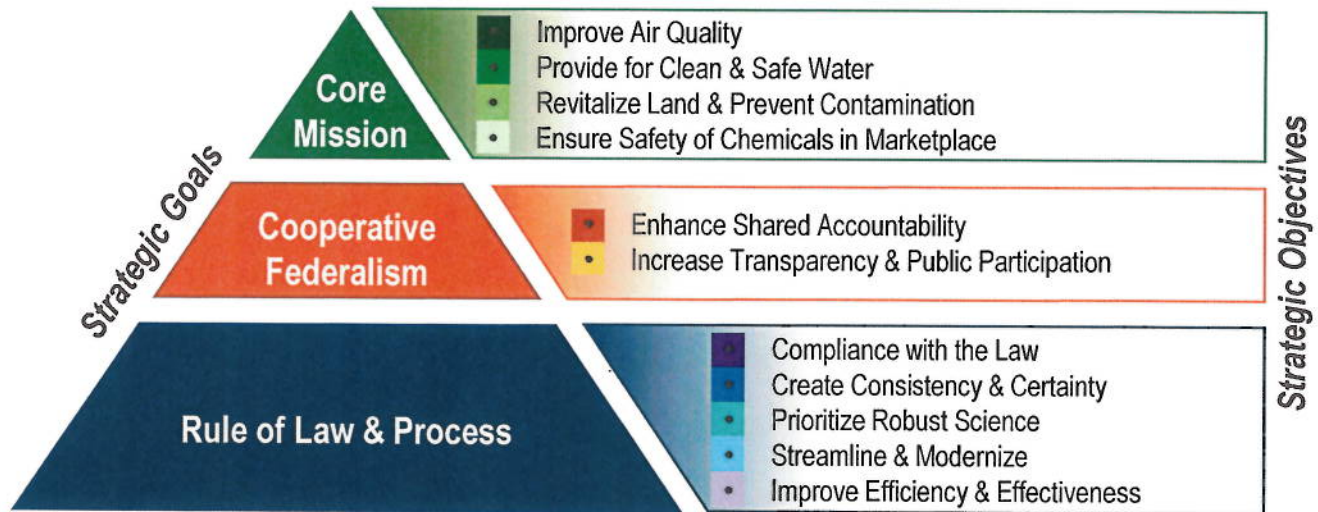 Strategic Goals
Core
Mission
Improve Air Quality
Provide for Clean & Safe Water
Revitalize Land & Prevent Contamination
Ensure Safety of Chemicals in Marketplace
Cooperative
Federalism
Enhance Shared Accountability
Increase Transparency & Public Participation
Rule of Law & Process
Compliance with the Law
Create Consistency & Certainty
Prioritize Robust Science
Streamline & Modernize
Improve Efficiency & Effectiveness
Strategic Objectives